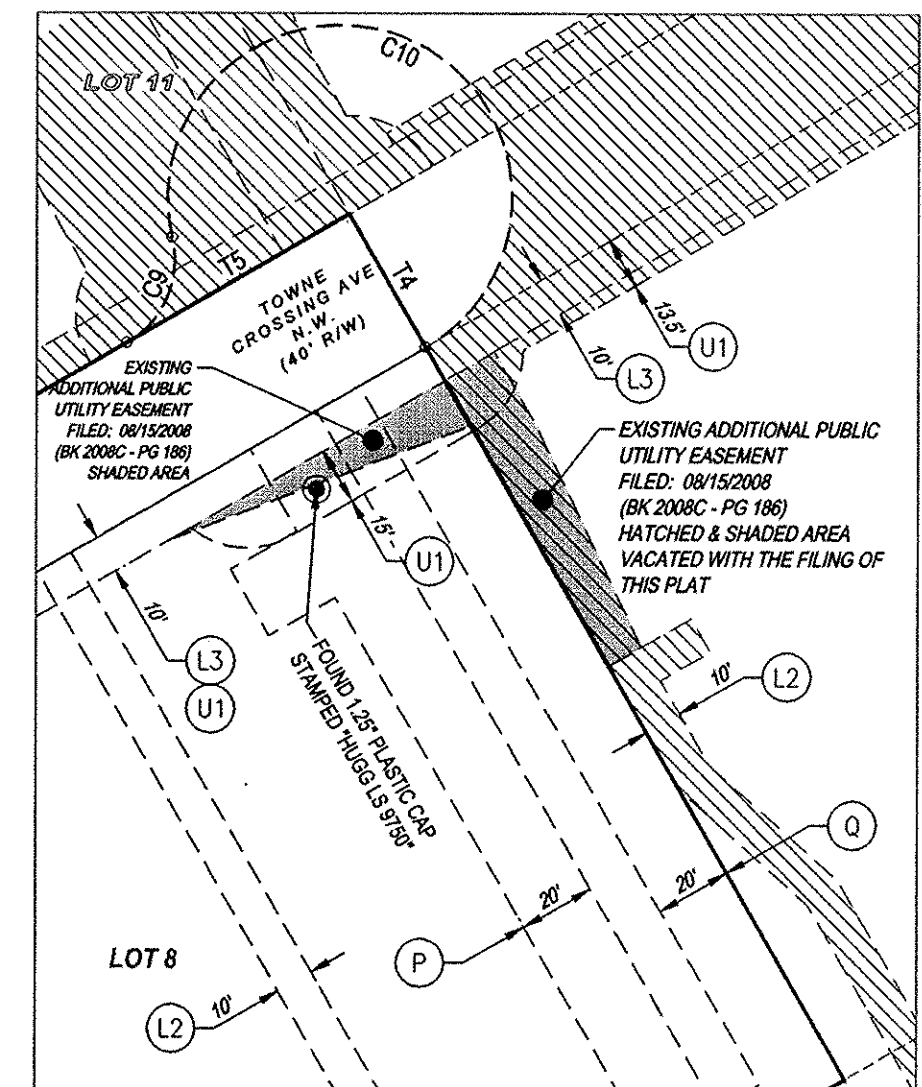 C10
LOT 11
C9
T5
T4
TOWNE
CROSSING AVE
N.W.
(40' R/W)
13.5'
U1
10'
L3
EXISTING
ADDITIONAL PUBLIC
UTILITY EASEMENT
FILED: 08/15/2008
(BK 2008C - PG 186)
SHADED AREA
EXISTING ADDITIONAL PUBLIC
UTILITY EASEMENT
FILED: 08/15/2008
(BK 2008C - PG 186)
HATCHED & SHADED AREA
VACATED WITH THE FILING OF
THIS PLAT
15'
U1
10'
L3
U1
FOUND 1.25" PLASTIC CAP
STAMPED "HUGG LS 9750"
10'
L2
Q
20'
20'
P
LOT 8
10'
L2